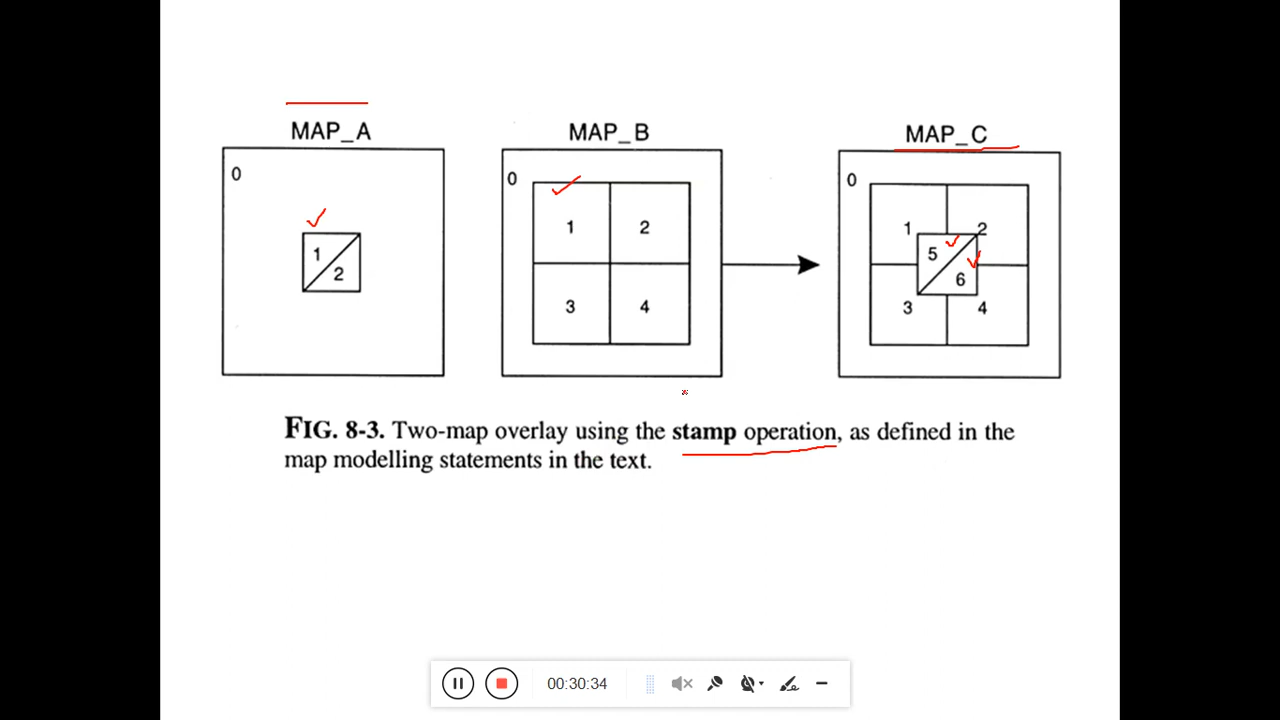 MAP_A MAP_B MAP_C
0 0 0
1 2 1 2
1 5
2 6
3 4 3 4
FIG. 8-3. Two-map overlay using the stamp operation, as defined in the
map modelling statements in the text.
00:30:34